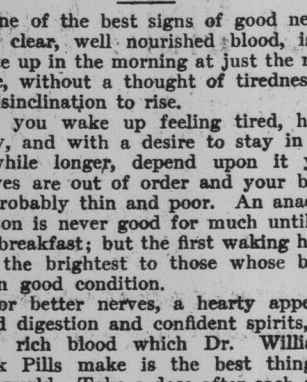 ne of the best signs of good ne
clear, well nourished blood, i
e up in the morning at just the
, without a thought of tirednes
sinclination to rise.
you wake up feeling tired, h
y, and with a desire to stay in
while longer, depend upon it y
ves are out of order and your b
robably thin and poor. An ana
on is never good for much until
breakfast; but the first waking h
the brightest to those whose b
n good condition.
or better nerves, a hearty appe
d digestion and confident spirits,
rich blood which Dr. Willia
k Pills make is the best thin